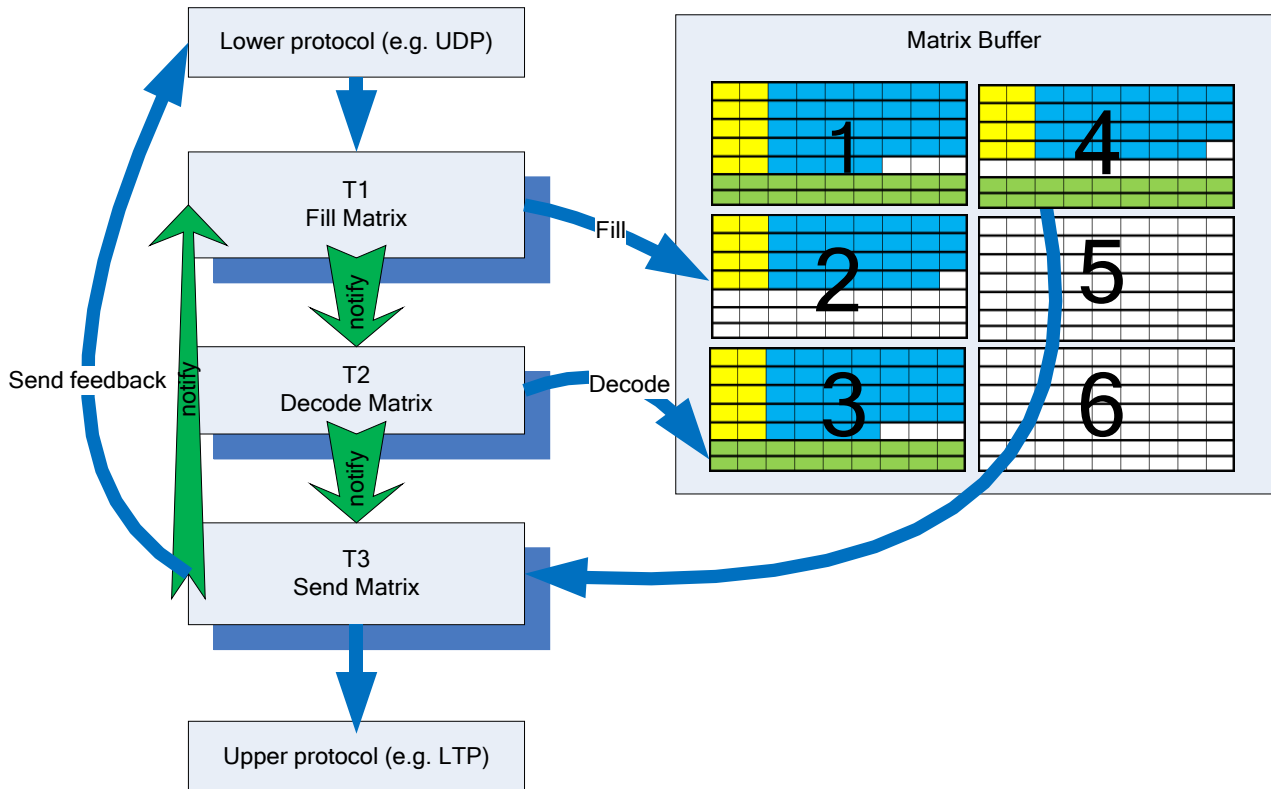 Lower protocol (e.g. UDP)
Matrix Buffer
T1
Fill Matrix
Fill
notify
T2
Decode Matrix
Decode
Send feedback
notify
notify
T3
Send Matrix
Upper protocol (e.g. LTP)
1
4
2
5
3
6